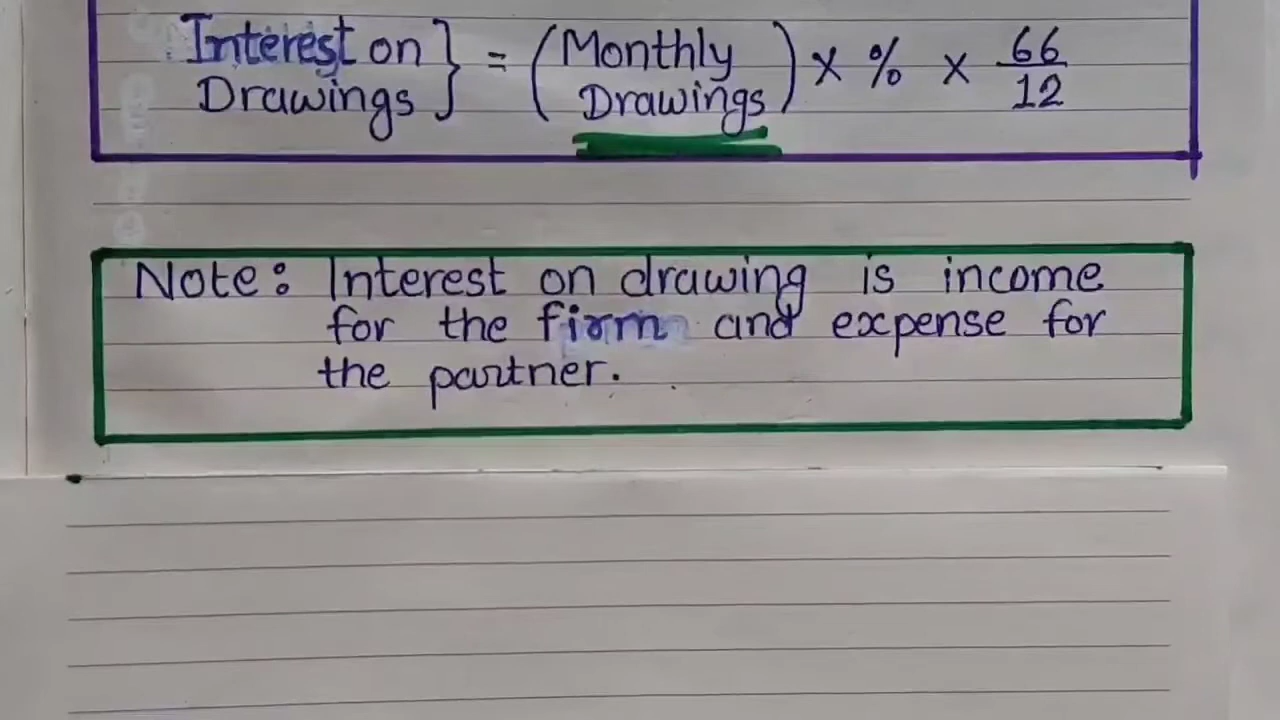 Interest on } = (Monthly ) × % × 66
Drawings } (Drawings) 12
Note: Interest on drawing is income
for the firm and expense for
the partner.